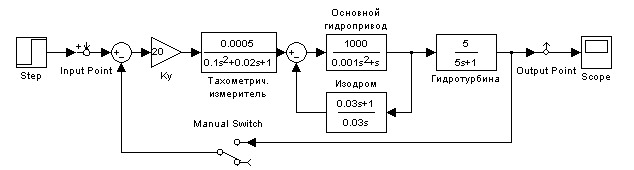 Основной
гидропривод
+
20
0.0005
0.1s²+0.02s+1
1000
0.001s²+s
5
5s+1
Step
Input Point
Ку
Тахометрич.
измеритель
Изодром
Гидротурбина
Output Point
Scope
0.03s+1
0.03s
Manual Switch